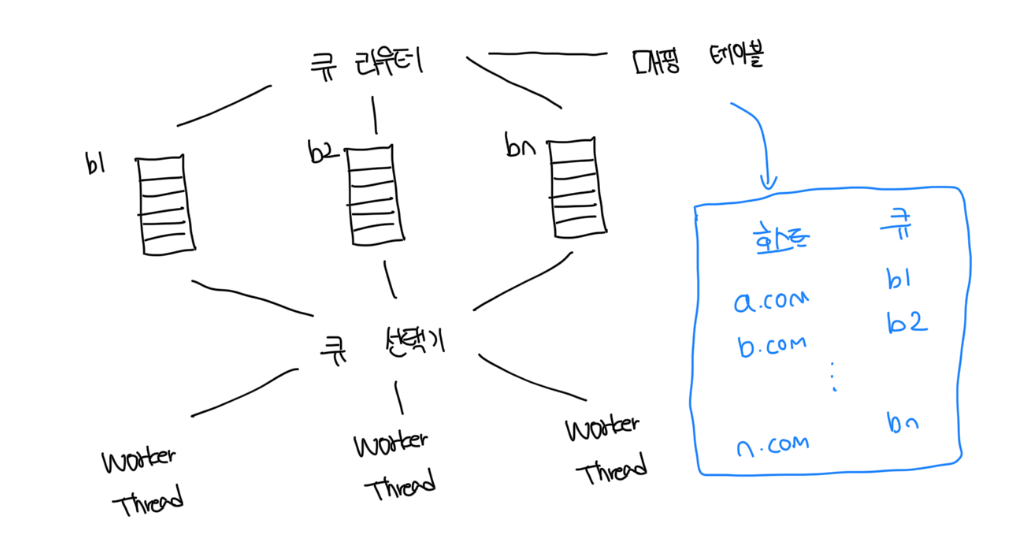 큐 라우터
매핑 테이블
b1
b2
bn
호스트 큐
a.com b1
b.com b2
⋮
n.com bn
큐 선택기
Worker Thread
Worker Thread
Worker Thread